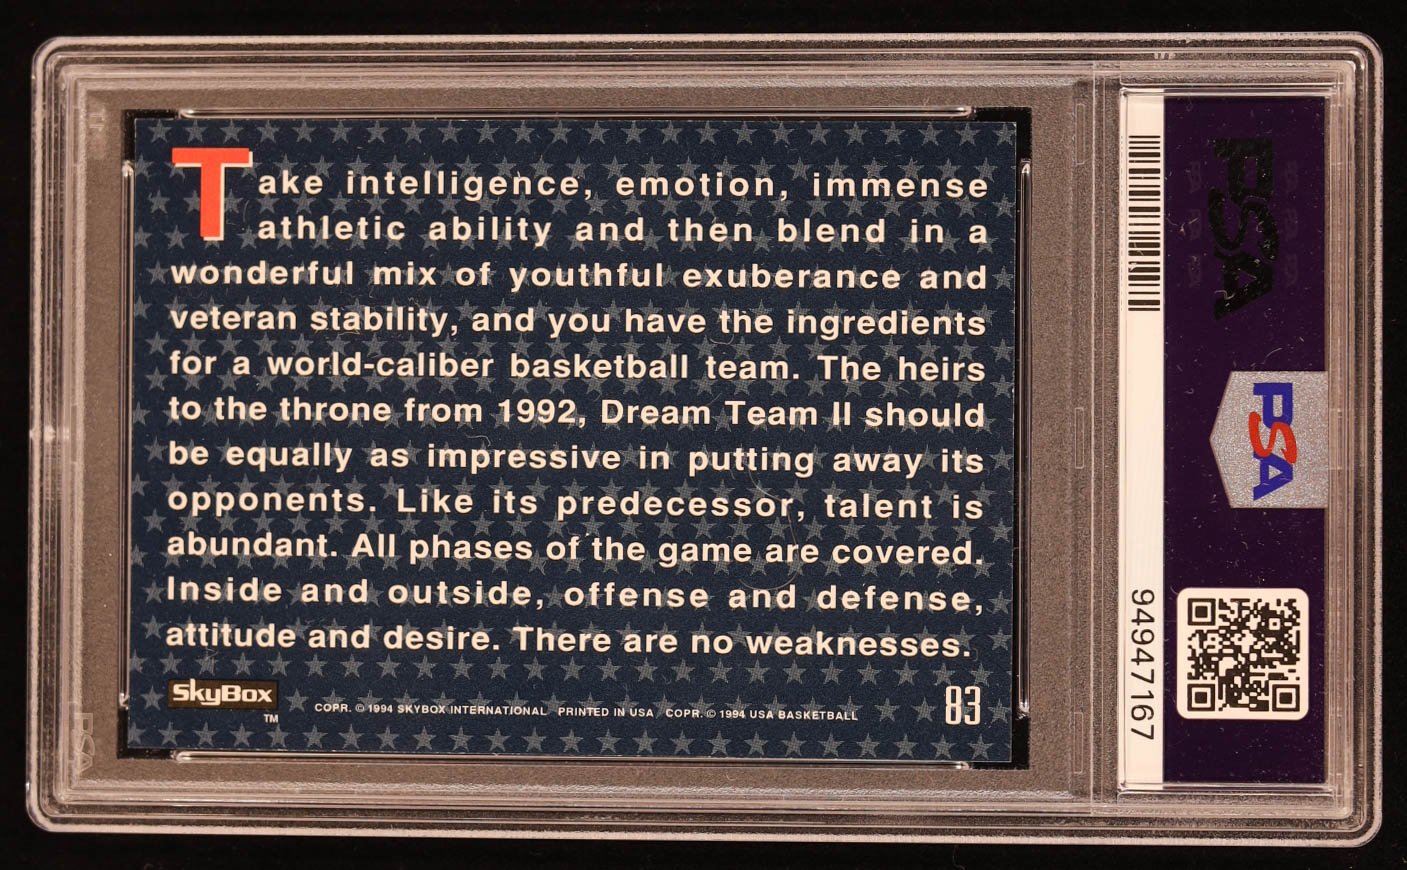 Take intelligence, emotion, immense
athletic ability and then blend in a
wonderful mix of youthful exuberance and
veteran stability, and you have the ingredients
for a world-caliber basketball team. The heirs
to the throne from 1992, Dream Team II should
be equally as impressive in putting away its
opponents. Like its predecessor, talent is
abundant. All phases of the game are covered.
Inside and outside, offense and defense,
attitude and desire. There are no weaknesses.
SkyBox
TM
COPR. © 1994 SKYBOX INTERNATIONAL PRINTED IN USA COPR. © 1994 USA BASKETBALL
83
PSA
PSA
94947167
PSA